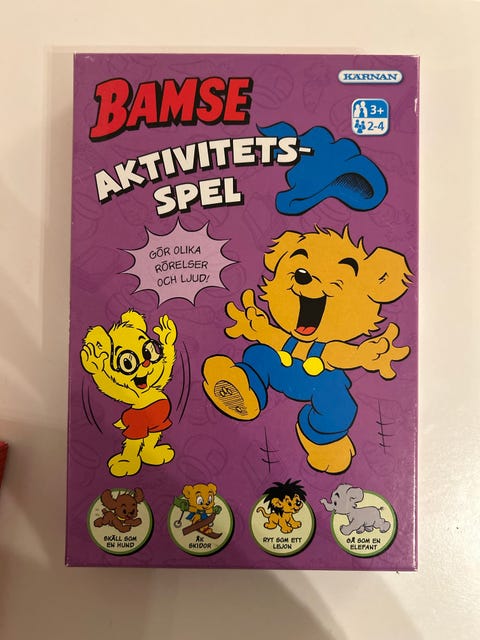 BAMSE
KÄRNAN
3+
2-4
AKTIVITETS-
SPEL
GÖR OLIKA
RÖRELSER
OCH LJUD!
SKÄLL SOM
EN HUND
ÅK
SKIDOR
RYT SOM ETT
LEJON
GÅ SOM EN
ELEFANT